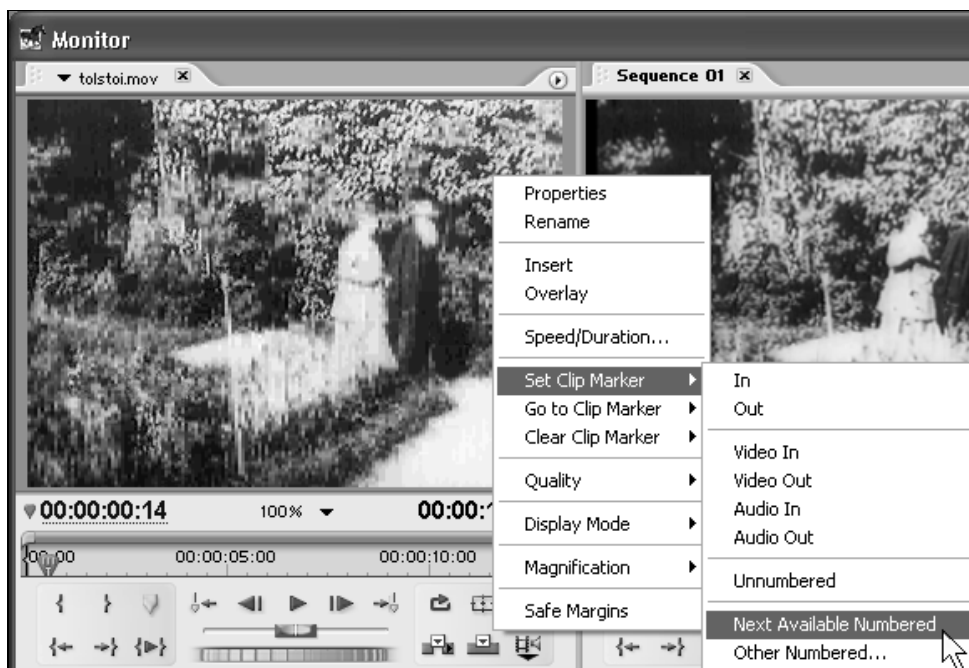 Monitor
tolstoi.mov
Sequence 01
Properties
Rename
Insert
Overlay
Speed/Duration...
Set Clip Marker
Go to Clip Marker
Clear Clip Marker
Quality
Display Mode
Magnification
Safe Margins
In
Out
Video In
Video Out
Audio In
Audio Out
Unnumbered
Next Available Numbered
Other Numbered...
00:00:00:14
100%
00:00:
00:00:05:00
00:00:10:00